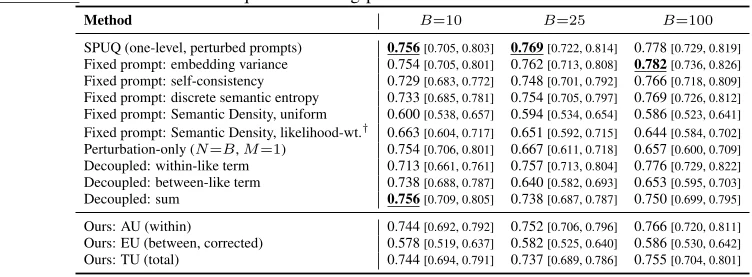 Method B=10 B=25 B=100
SPUQ (one-level, perturbed prompts) 0.756 [0.705, 0.803] 0.769 [0.722, 0.814] 0.778 [0.729, 0.819]
Fixed prompt: embedding variance 0.754 [0.705, 0.801] 0.762 [0.713, 0.808] 0.782 [0.736, 0.826]
Fixed prompt: self-consistency 0.729 [0.683, 0.772] 0.748 [0.701, 0.792] 0.766 [0.718, 0.809]
Fixed prompt: discrete semantic entropy 0.733 [0.685, 0.781] 0.754 [0.705, 0.797] 0.769 [0.726, 0.812]
Fixed prompt: Semantic Density, uniform 0.600 [0.538, 0.657] 0.594 [0.534, 0.654] 0.586 [0.523, 0.641]
Fixed prompt: Semantic Density, likelihood-wt.† 0.663 [0.604, 0.717] 0.651 [0.592, 0.715] 0.644 [0.584, 0.702]
Perturbation-only (N=B, M=1) 0.754 [0.706, 0.801] 0.667 [0.611, 0.718] 0.657 [0.600, 0.709]
Decoupled: within-like term 0.713 [0.661, 0.761] 0.757 [0.713, 0.804] 0.776 [0.729, 0.822]
Decoupled: between-like term 0.738 [0.688, 0.787] 0.640 [0.582, 0.693] 0.653 [0.595, 0.703]
Decoupled: sum 0.756 [0.709, 0.805] 0.738 [0.687, 0.787] 0.750 [0.699, 0.795]
Ours: AU (within) 0.744 [0.692, 0.792] 0.752 [0.706, 0.796] 0.766 [0.720, 0.811]
Ours: EU (between, corrected) 0.578 [0.519, 0.637] 0.582 [0.525, 0.640] 0.586 [0.530, 0.642]
Ours: TU (total) 0.744 [0.694, 0.791] 0.737 [0.689, 0.786] 0.755 [0.704, 0.801]